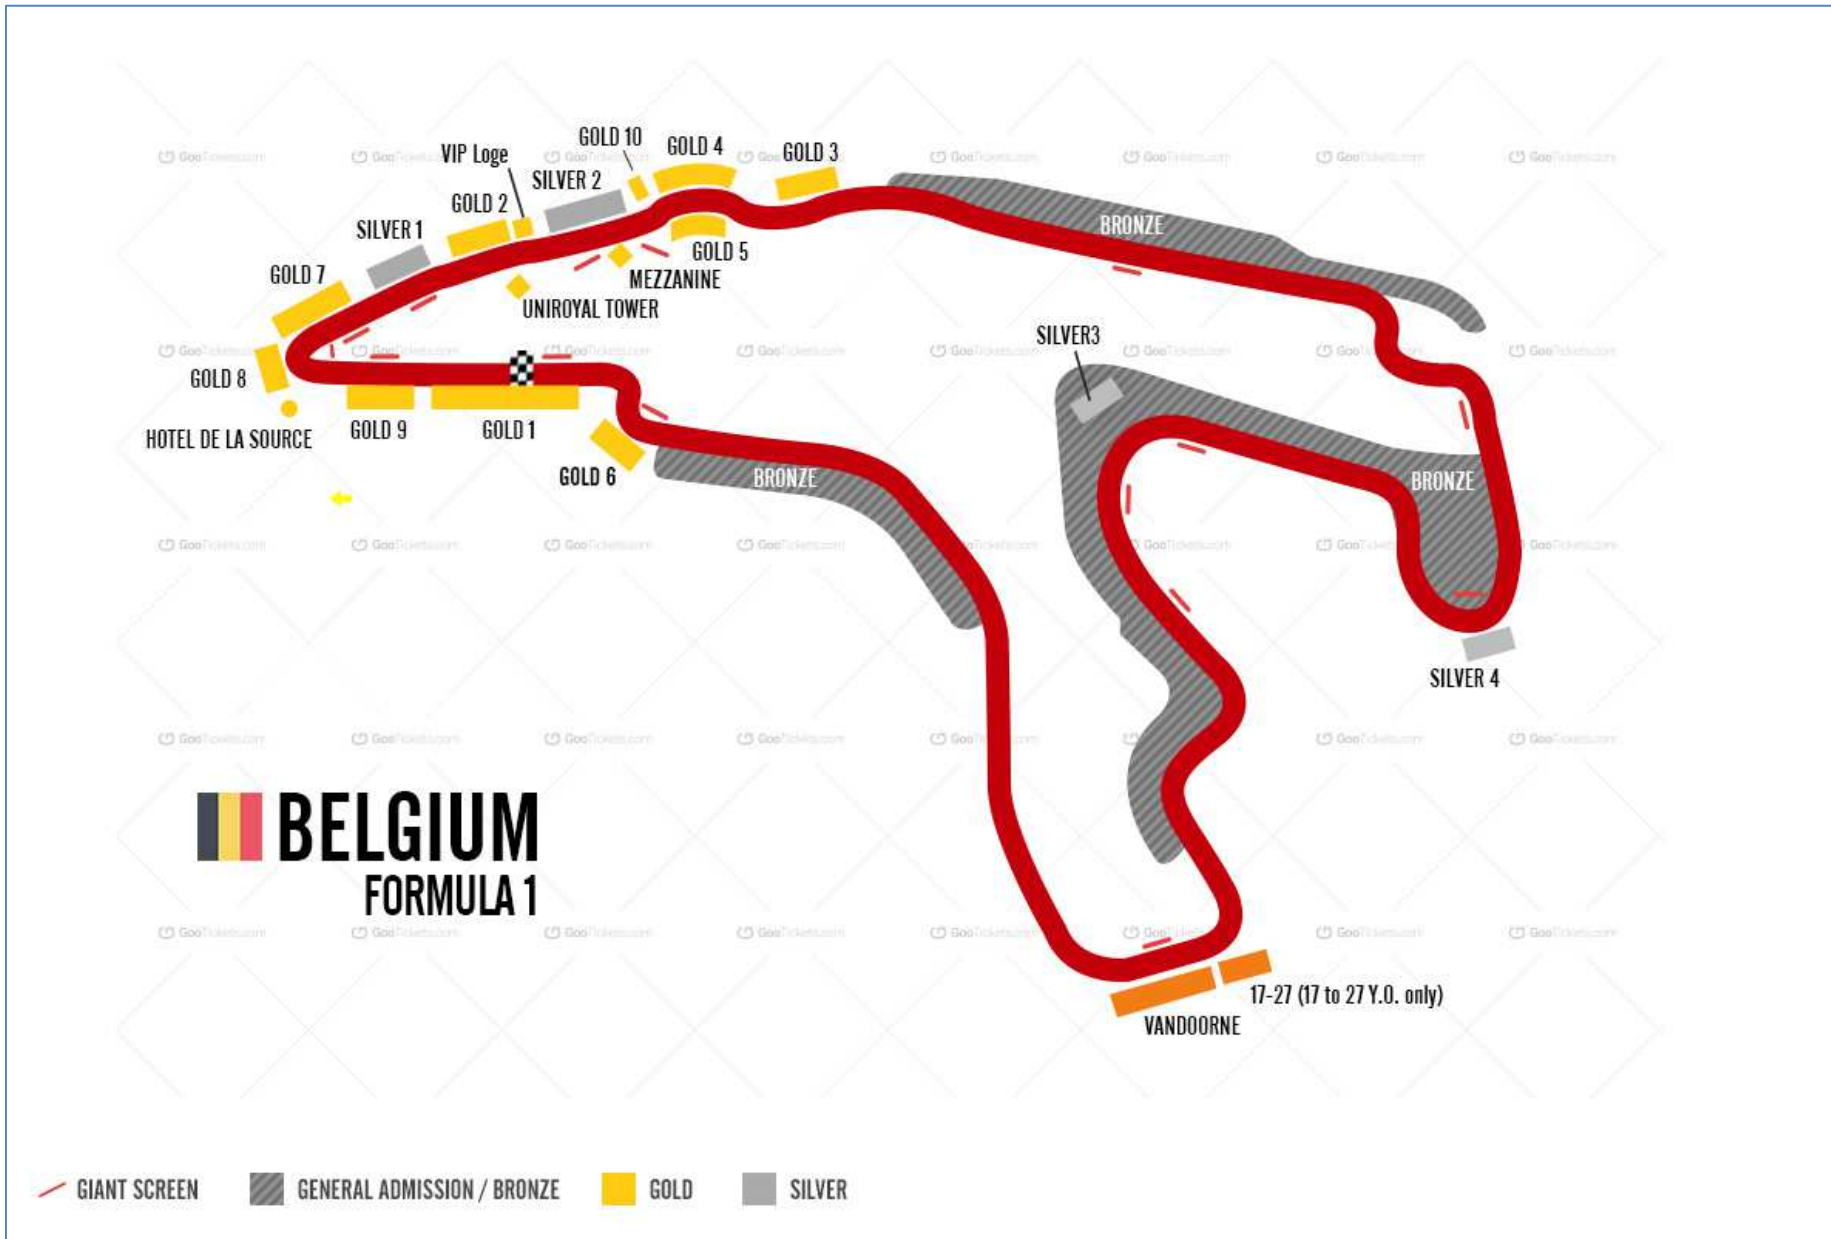 GOLD 10
GOLD 4
VIP Loge
GOLD 3
SILVER 2
GOLD 2
SILVER 1
BRONZE
GOLD 5
GOLD 7
MEZZANINE
UNIROYAL TOWER
SILVER3
GOLD 8
HOTEL DE LA SOURCE
GOLD 9
GOLD 1
GOLD 6
BRONZE
BRONZE
SILVER 4
BELGIUM
FORMULA 1
17-27 (17 to 27 Y.O. only)
VANDOORNE
GIANT SCREEN
GENERAL ADMISSION / BRONZE
GOLD
SILVER
GooTickets.com